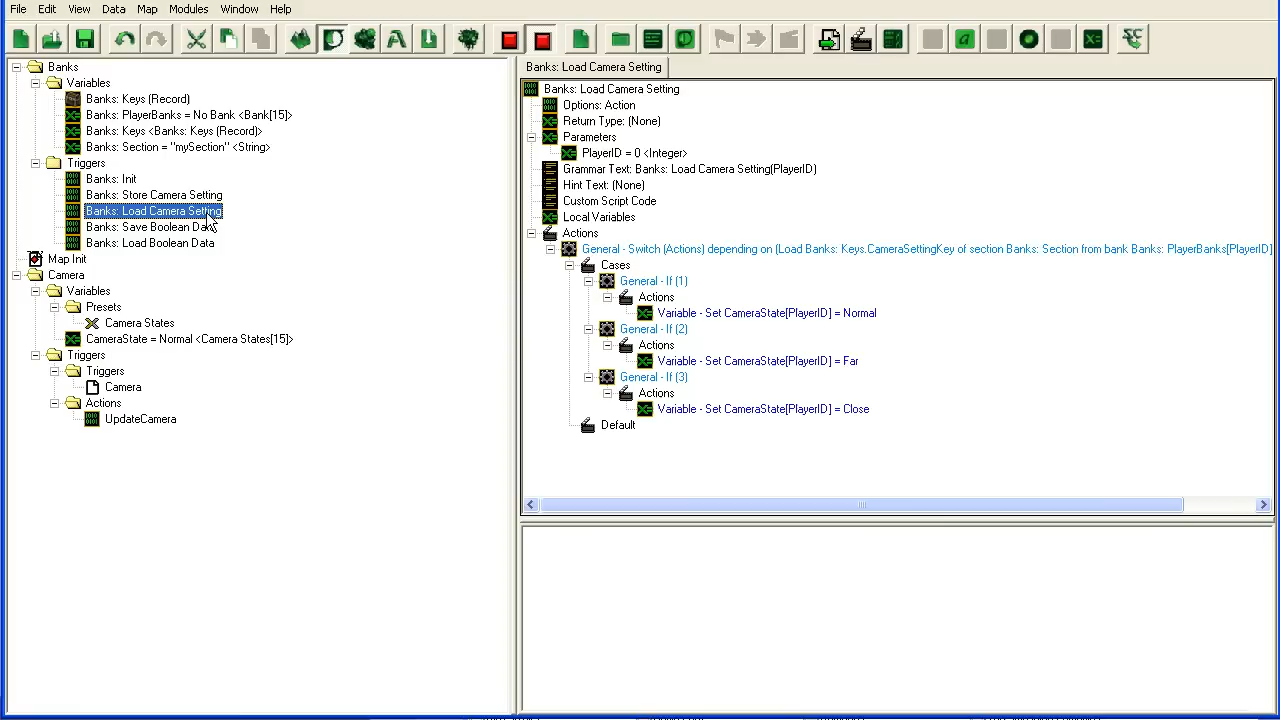 File Edit View Data Map Modules Window Help
Banks
Variables
Banks: Keys (Record)
Banks: PlayerBanks = No Bank <Bank[15]>
Banks: Keys <Banks: Keys (Record)>
Banks: Section = "mySection" <String>
Triggers
Banks: Init
Banks: Store Camera Setting
Banks: Load Camera Setting
Banks: Save Boolean Data
Banks: Load Boolean Data
Map Init
Camera
Variables
Presets
Camera States
CameraState = Normal <Camera States[15]>
Triggers
Triggers
Camera
Actions
UpdateCamera
Banks: Load Camera Setting
Banks: Load Camera Setting
Options: Action
Return Type: (None)
Parameters
PlayerID = 0 <Integer>
Grammar Text: Banks: Load Camera Setting(PlayerID)
Hint Text: (None)
Custom Script Code
Local Variables
Actions
General - Switch (Actions) depending on (Load Banks: Keys.CameraSettingKey of section Banks: Section from bank Banks: PlayerBanks[PlayerID]
Cases
General - If (1)
Actions
Variable - Set CameraState[PlayerID] = Normal
General - If (2)
Actions
Variable - Set CameraState[PlayerID] = Far
General - If (3)
Actions
Variable - Set CameraState[PlayerID] = Close
Default